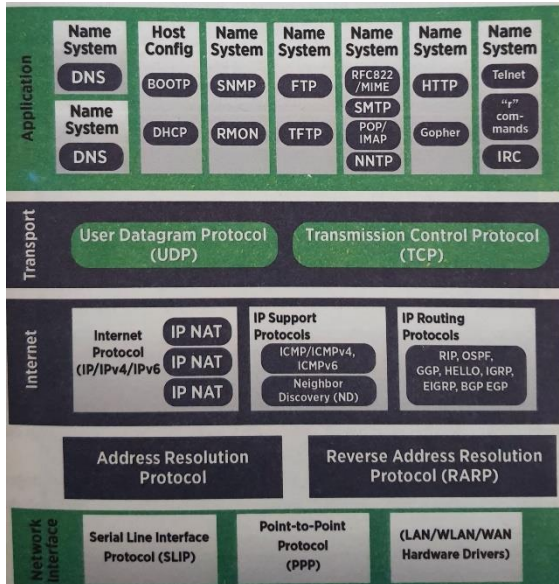 Application
Name
System
DNS
Name
System
DNS
Host
Config
BOOTP
DHCP
Name
System
SNMP
RMON
Name
System
FTP
TFTP
Name
System
RFC822
/MIME
SMTP
POP/
IMAP
NNTP
Name
System
HTTP
Gopher
Name
System
Telnet
“r”
com-
mands
IRC
Transport
User Datagram Protocol
(UDP)
Transmission Control Protocol
(TCP)
Internet
Internet
Protocol
(IP/IPv4/IPv6
IP NAT
IP NAT
IP NAT
IP Support
Protocols
ICMP/ICMPv4,
ICMPv6
Neighbor
Discovery (ND)
IP Routing
Protocols
RIP, OSPF,
GGP, HELLO, IGRP,
EIGRP, BGP EGP
Address Resolution
Protocol
Reverse Address Resolution
Protocol (RARP)
Network
Interface
Serial Line Interface
Protocol (SLIP)
Point-to-Point
Protocol
(PPP)
(LAN/WLAN/WAN
Hardware Drivers)